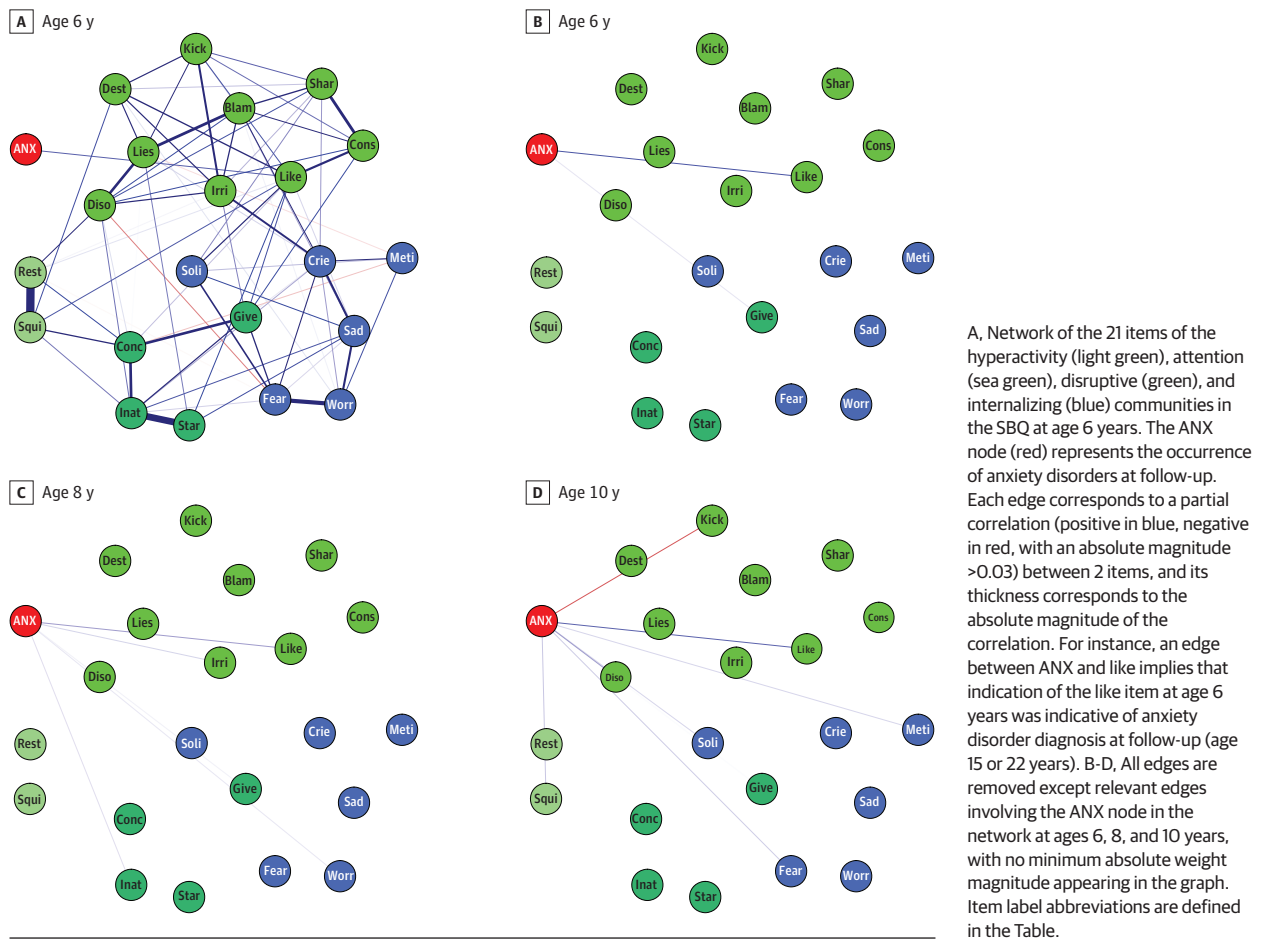 A Age 6 y
Kick
Dest
Shar
Blam
ANX
Lies
Cons
Like
Irri
Diso
Rest
Soli
Crie
Meti
Squi
Give
Sad
Conc
Fear
Worr
Inat
Star
B Age 6 y
Kick
Dest
Shar
Blam
ANX
Lies
Cons
Like
Irri
Diso
Rest
Soli
Crie
Meti
Squi
Give
Sad
Conc
Fear
Worr
Inat
Star
C Age 8 y
Kick
Dest
Shar
Blam
ANX
Lies
Cons
Like
Irri
Diso
Rest
Soli
Crie
Meti
Squi
Give
Sad
Conc
Fear
Worr
Inat
Star
D Age 10 y
Kick
Dest
Shar
Blam
ANX
Lies
Cons
Like
Irri
Diso
Rest
Soli
Crie
Meti
Squi
Give
Sad
Conc
Fear
Worr
Inat
Star
A, Network of the 21 items of the
hyperactivity (light green), attention
(sea green), disruptive (green), and
internalizing (blue) communities in
the SBQ at age 6 years. The ANX
node (red) represents the occurrence
of anxiety disorders at follow-up.
Each edge corresponds to a partial
correlation (positive in blue, negative
in red, with an absolute magnitude
>0.03) between 2 items, and its
thickness corresponds to the
absolute magnitude of the
correlation. For instance, an edge
between ANX and like implies that
indication of the like item at age 6
years was indicative of anxiety
disorder diagnosis at follow-up (age
15 or 22 years). B-D, All edges are
removed except relevant edges
involving the ANX node in the
network at ages 6, 8, and 10 years,
with no minimum absolute weight
magnitude appearing in the graph.
Item label abbreviations are defined
in the Table.